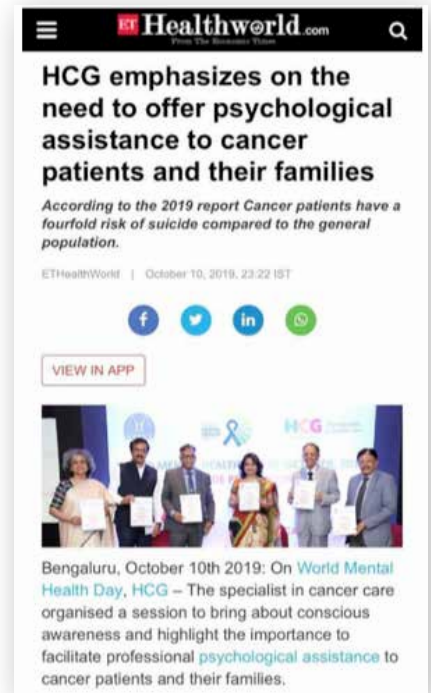 ET Healthworld.com
From The Economic Times
HCG emphasizes on the
need to offer psychological
assistance to cancer
patients and their families
According to the 2019 report Cancer patients have a
fourfold risk of suicide compared to the general
population.
ETHealthWorld | October 10, 2019, 23:22 IST
VIEW IN APP
HCG
Bengaluru, October 10th 2019: On World Mental
Health Day, HCG – The specialist in cancer care
organised a session to bring about conscious
awareness and highlight the importance to
facilitate professional psychological assistance to
cancer patients and their families.